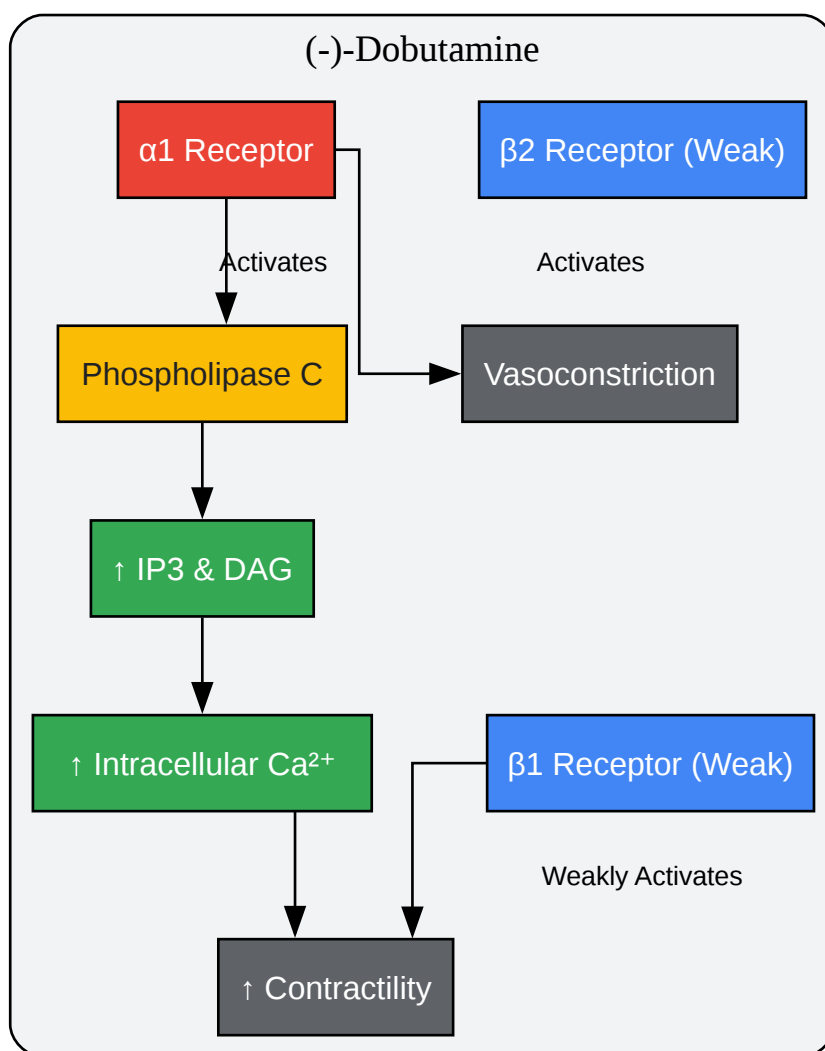 (-)-Dobutamine
α1 Receptor
β2 Receptor (Weak)
Activates
Activates
Phospholipase C
Vasoconstriction
↑ IP3 & DAG
↑ Intracellular Ca²⁺
β1 Receptor (Weak)
Weakly Activates
↑ Contractility